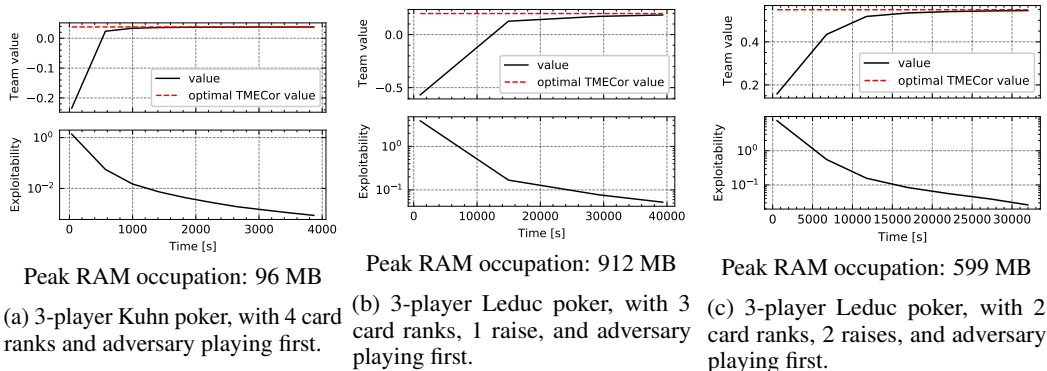 Team value
0.0
−0.1
−0.2
value
optimal TMECor value
Exploitability
10⁰
10⁻²
0 1000 2000 3000 4000
Time [s]
Peak RAM occupation: 96 MB
(a) 3-player Kuhn poker, with 4 card
ranks and adversary playing first.
Team value
0.0
−0.5
value
optimal TMECor value
Exploitability
10⁰
10⁻¹
0 10000 20000 30000 40000
Time [s]
Peak RAM occupation: 912 MB
(b) 3-player Leduc poker, with 3
card ranks, 1 raise, and adversary
playing first.
Team value
0.4
0.2
value
optimal TMECor value
Exploitability
10⁰
10⁻¹
0 5000 10000 15000 20000 25000 30000
Time [s]
Peak RAM occupation: 599 MB
(c) 3-player Leduc poker, with 2
card ranks, 2 raises, and adversary
playing first.